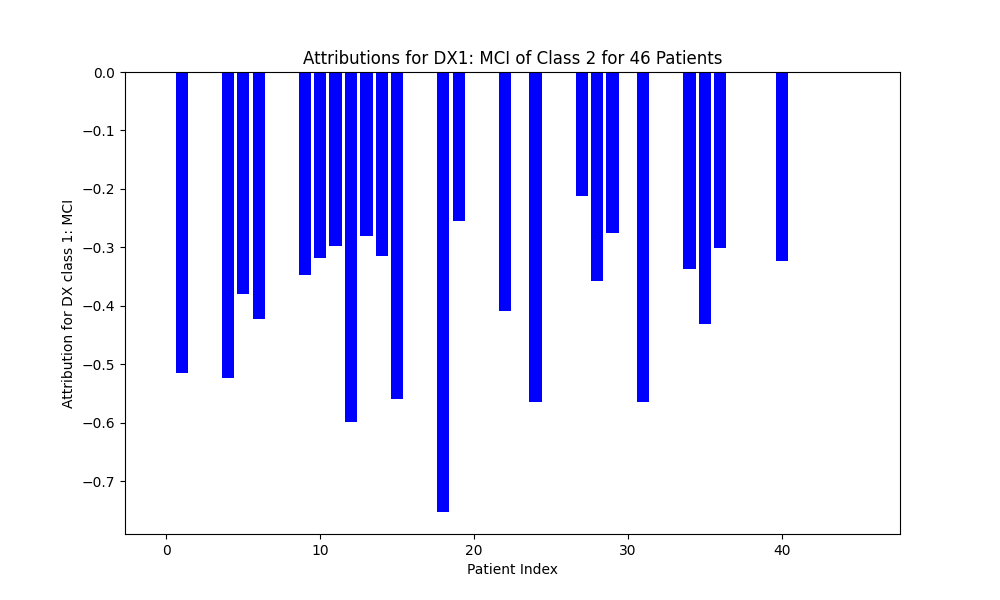 Attributions for DX1: MCI of Class 2 for 46 Patients
Attribution for DX class 1: MCI
0.0
−0.1
−0.2
−0.3
−0.4
−0.5
−0.6
−0.7
0 10 20 30 40
Patient Index